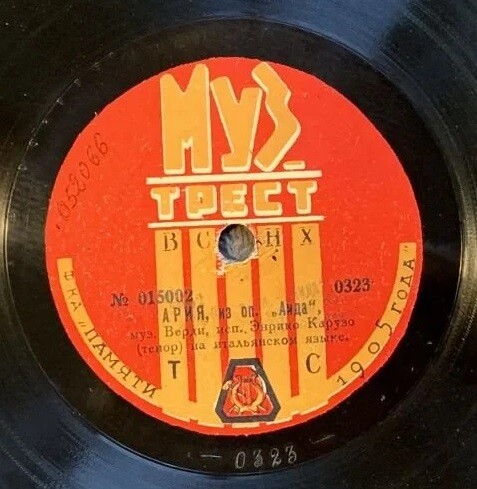 МУЗ
ТРЕСТ
ВСНХ
№ 015002 0323
АРИЯ, из оп. „Аида“,
муз. Верди, исп. Энрико Карузо
(тенор) на итальянском языке.
Т С
Ф-КА „ПАМЯТИ 1905 ГОДА“
052066
— 0323 —